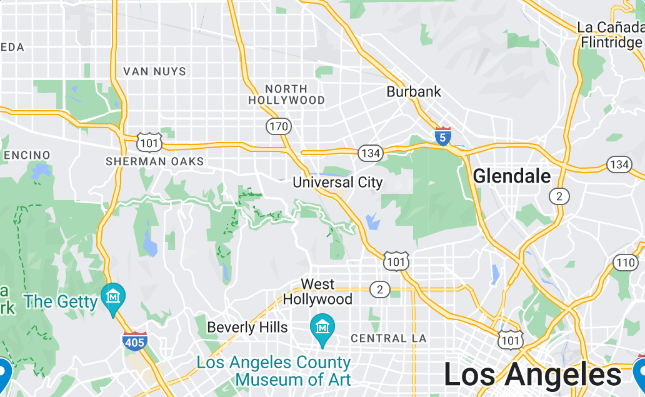 La Cañada
Flintridge
EDA
VAN NUYS
NORTH
HOLLYWOOD
Burbank
170
5
101
134
ENCINO
SHERMAN OAKS
134
Glendale
Universal City
2
101
110
West
Hollywood
2
The Getty
Beverly Hills
405
CENTRAL LA
101
a
rk
Los Angeles County
Museum of Art
Los Angeles